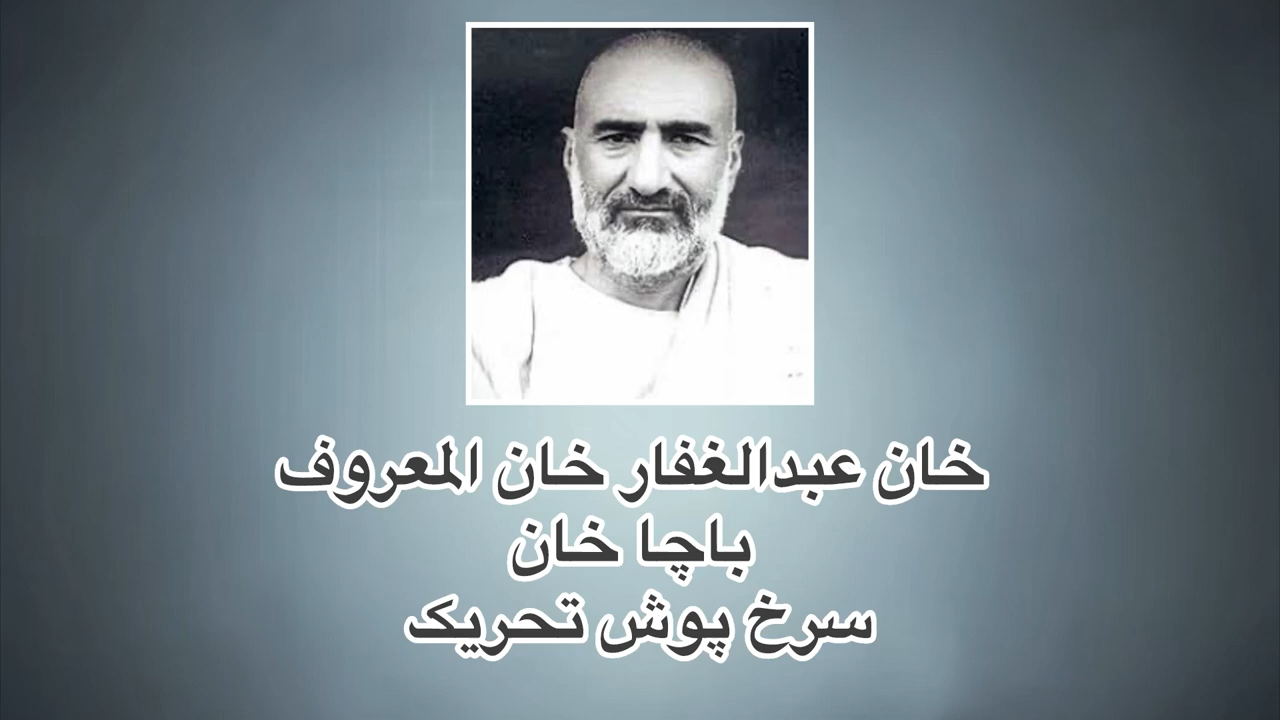 خان عبدالغفار خان المعروف
باچا خان
سرخ پوش تحریک